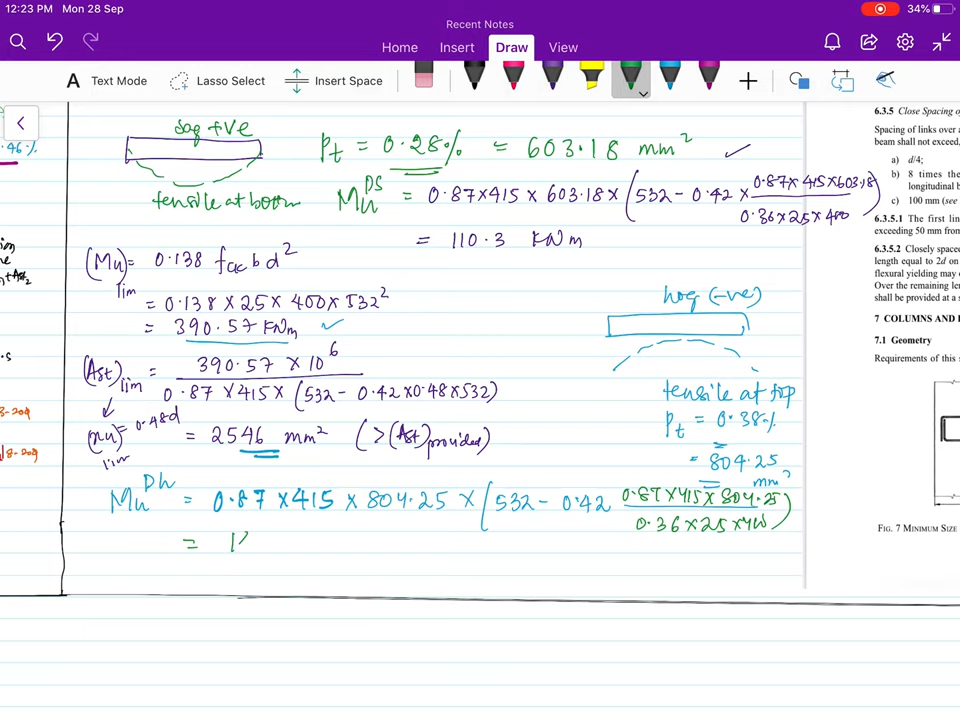 12:23 PM Mon 28 Sep
34%
Recent Notes
Home Insert Draw View
Text Mode Lasso Select Insert Space
.46 %
sag +ve
tensile at bottom
Pt = 0.28% = 603.18 mm²
Mu^DS = 0.87×415 × 603.18 × (532 – 0.42 × 0.87×415×603.18 / 0.36×25×400)
= 110.3 KNm
(Mu)lim = 0.138 fck b d²
= 0.138 × 25 × 400 × 532²
= 390.57 KNm
(Ast)lim = 390.57 × 10⁶ / 0.87 × 415 × (532 – 0.42×0.48×532)
(xu)lim = 0.48d
= 2546 mm² (> (Ast)provided)
hog (-ve)
tensile at top
Pt = 0.38%
= 804.25 mm²
Mu^Dh = 0.87 × 415 × 804.25 × (532 – 0.42 0.87×415×804.25 / 0.36×25×400)
=
6.3.5 Close Spacing o
Spacing of links over a
beam shall not exceed,
a) d/4;
b) 8 times the
longitudinal b
c) 100 mm (see
6.3.5.1 The first lin
exceeding 50 mm from
6.3.5.2 Closely space
length equal to 2d on
flexural yielding may
Over the remaining le
shall be provided at a s
7 COLUMNS AND
7.1 Geometry
Requirements of this
FIG. 7 MINIMUM SIZE